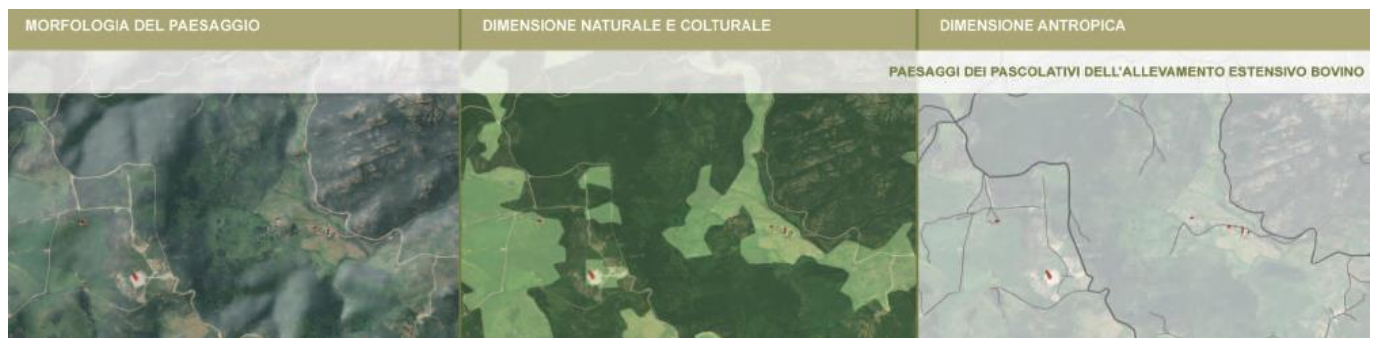 MORFOLOGIA DEL PAESAGGIO
DIMENSIONE NATURALE E COLTURALE
DIMENSIONE ANTROPICA
PAESAGGI DEI PASCOLATIVI DELL'ALLEVAMENTO ESTENSIVO BOVINO